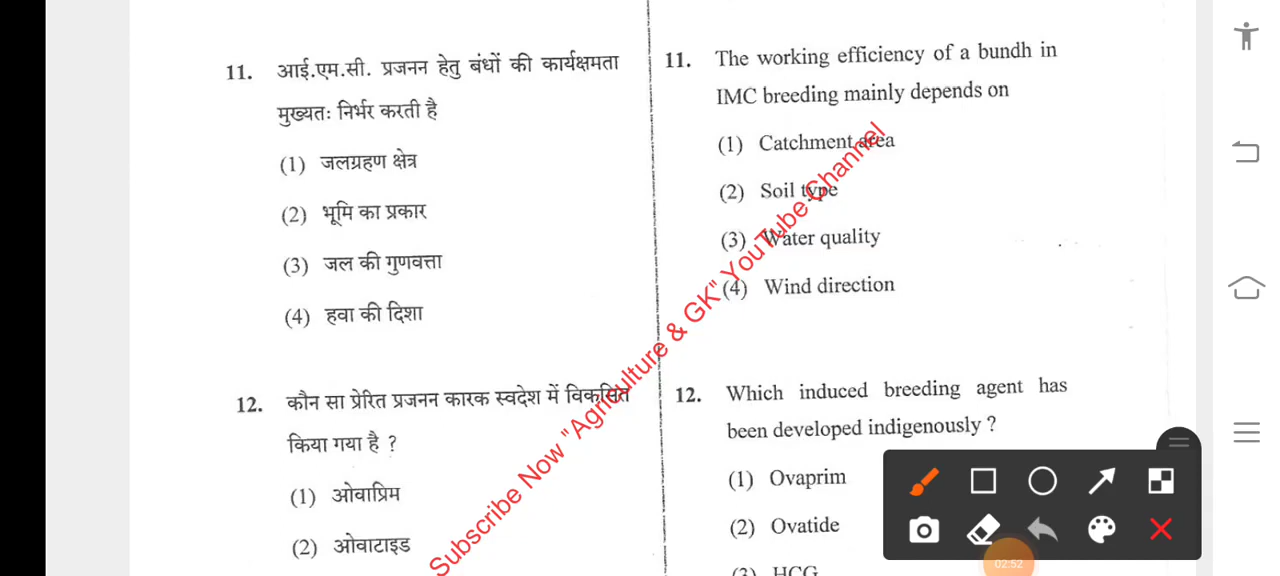 11. आई.एम.सी. प्रजनन हेतु बंधों की कार्यक्षमता
मुख्यतः निर्भर करती है
(1) जलग्रहण क्षेत्र
(2) भूमि का प्रकार
(3) जल की गुणवत्ता
(4) हवा की दिशा
12. कौन सा प्रेरित प्रजनन कारक स्वदेश में विकसित
किया गया है ?
(1) ओवाप्रिम
(2) ओवाटाइड
11. The working efficiency of a bundh in
IMC breeding mainly depends on
(1) Catchment area
(2) Soil type
(3) Water quality
(4) Wind direction
12. Which induced breeding agent has
been developed indigenously ?
(1) Ovaprim
(2) Ovatide
(3) HCG
Subscribe Now "Agriculture & GK" YouTube Channel
02:52